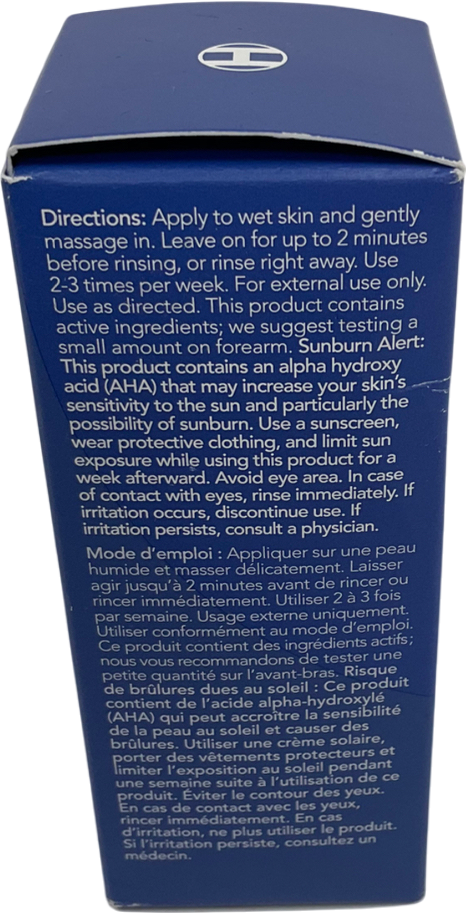 H
Directions: Apply to wet skin and gently
massage in. Leave on for up to 2 minutes
before rinsing, or rinse right away. Use
2-3 times per week. For external use only.
Use as directed. This product contains
active ingredients; we suggest testing a
small amount on forearm. Sunburn Alert:
This product contains an alpha hydroxy
acid (AHA) that may increase your skin's
sensitivity to the sun and particularly the
possibility of sunburn. Use a sunscreen,
wear protective clothing, and limit sun
exposure while using this product for a
week afterward. Avoid eye area. In case
of contact with eyes, rinse immediately. If
irritation occurs, discontinue use. If
irritation persists, consult a physician.
Mode d'emploi : Appliquer sur une peau
humide et masser délicatement. Laisser
agir jusqu'à 2 minutes avant de rincer ou
rincer immédiatement. Utiliser 2 à 3 fois
par semaine. Usage externe uniquement.
Utiliser conformément au mode d'emploi.
Ce produit contient des ingrédients actifs;
nous vous recommandons de tester une
petite quantité sur l'avant-bras. Risque
de brûlures dues au soleil : Ce produit
contient de l'acide alpha-hydroxylé
(AHA) qui peut accroître la sensibilité
de la peau au soleil et causer des
brûlures. Utiliser une crème solaire,
porter des vêtements protecteurs et
limiter l'exposition au soleil pendant
une semaine suite à l'utilisation de ce
produit. Éviter le contour des yeux.
En cas de contact avec les yeux,
rincer immédiatement. En cas
d'irritation, ne plus utiliser le produit.
Si l'irritation persiste, consultez un
médecin.